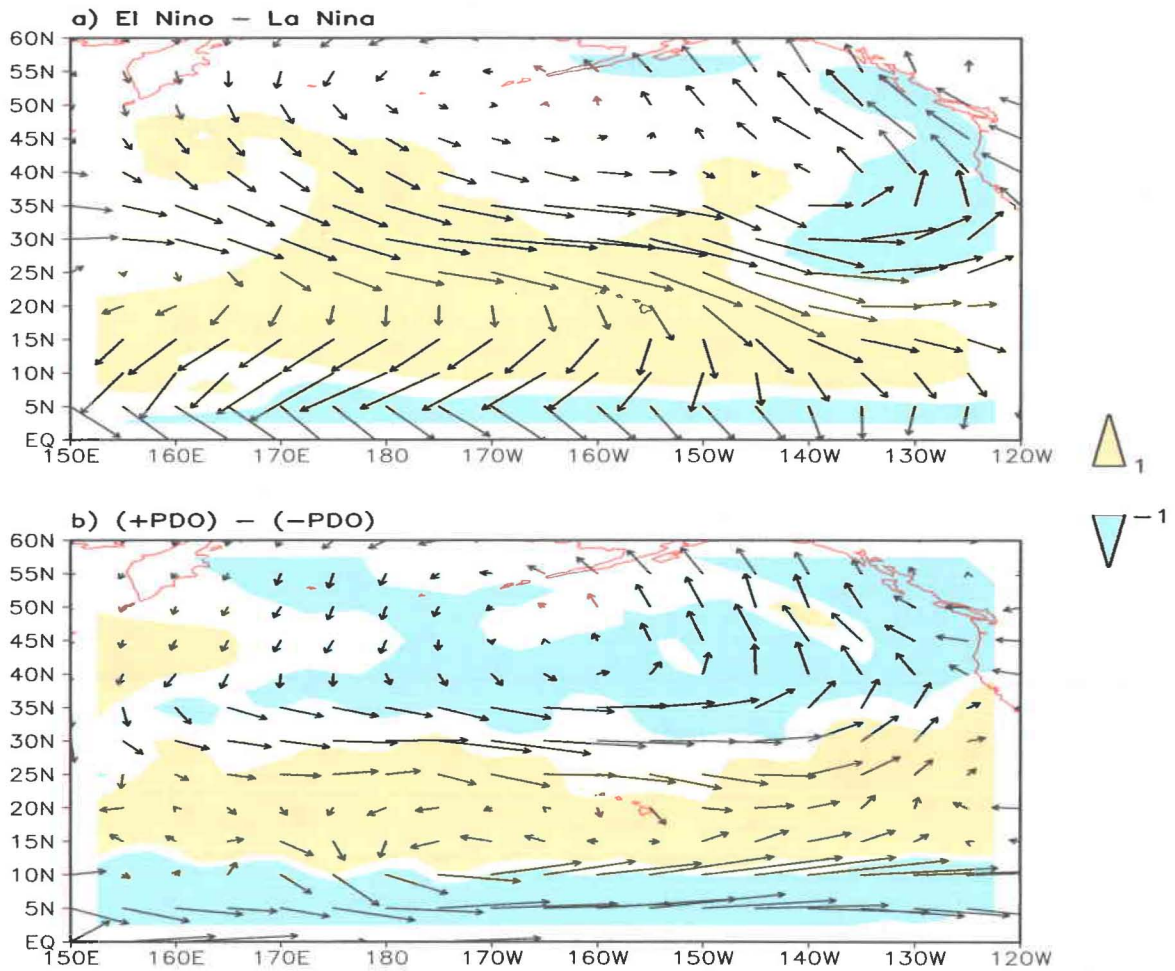 a) El Nino − La Nina
60N
55N
50N
45N
40N
35N
30N
25N
20N
15N
10N
5N
EQ
150E 160E 170E 180 170W 160W 150W 140W 130W 120W
1
−1
b) (+PDO) − (−PDO)
60N
55N
50N
45N
40N
35N
30N
25N
20N
15N
10N
5N
EQ
150E 160E 170E 180 170W 160W 150W 140W 130W 120W